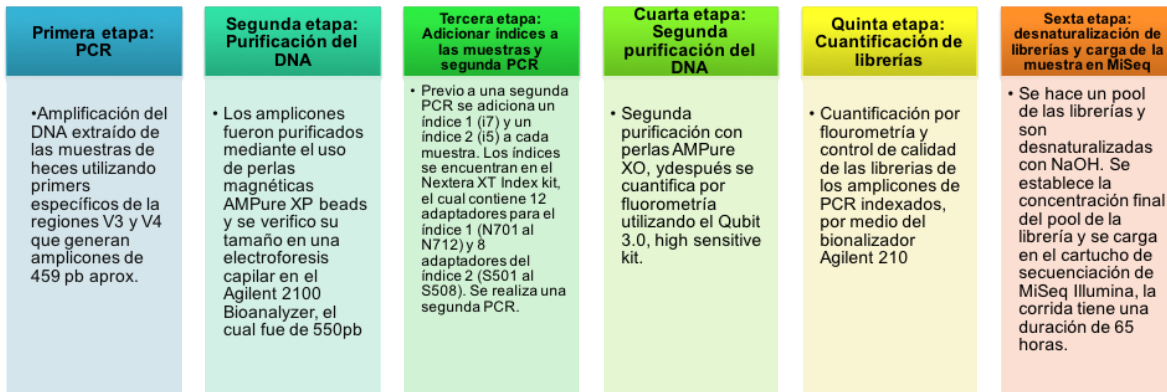 Primera etapa:
PCR
•Amplificación del
DNA extraído de
las muestras de
heces utilizando
primers
específicos de la
regiones V3 y V4
que generan
amplicones de
459 pb aprox.
Segunda etapa:
Purificación del
DNA
• Los amplicones
fueron purificados
mediante el uso
de perlas
magnéticas
AMPure XP beads
y se verifico su
tamaño en una
electroforesis
capilar en el
Agilent 2100
Bioanalyzer, el
cual fue de 550pb
Tercera etapa:
Adicionar índices a
las muestras y
segunda PCR
• Previo a una segunda
PCR se adiciona un
índice 1 (i7) y un
índice 2 (i5) a cada
muestra. Los índices
se encuentran en el
Nextera XT Index kit,
el cual contiene 12
adaptadores para el
índice 1 (N701 al
N712) y 8
adaptadores del
índice 2 (S501 al
S508). Se realiza una
segunda PCR.
Cuarta etapa:
Segunda
purificación del
DNA
• Segunda
purificación con
perlas AMPure
XO, ydespués se
cuantifica por
fluorometría
utilizando el Qubit
3.0, high sensitive
kit.
Quinta etapa:
Cuantificación de
librerías
• Cuantificación por
flourometría y
control de calidad
de las librerias de
los amplicones de
PCR indexados,
por medio del
bionalizador
Agilent 210
Sexta etapa:
desnaturalización de
librerías y carga de la
muestra en MiSeq
• Se hace un pool
de las librerías y
son
desnaturalizadas
con NaOH. Se
establece la
concentración final
del pool de la
librería y se carga
en el cartucho de
secuenciación de
MiSeq Illumina, la
corrida tiene una
duración de 65
horas.